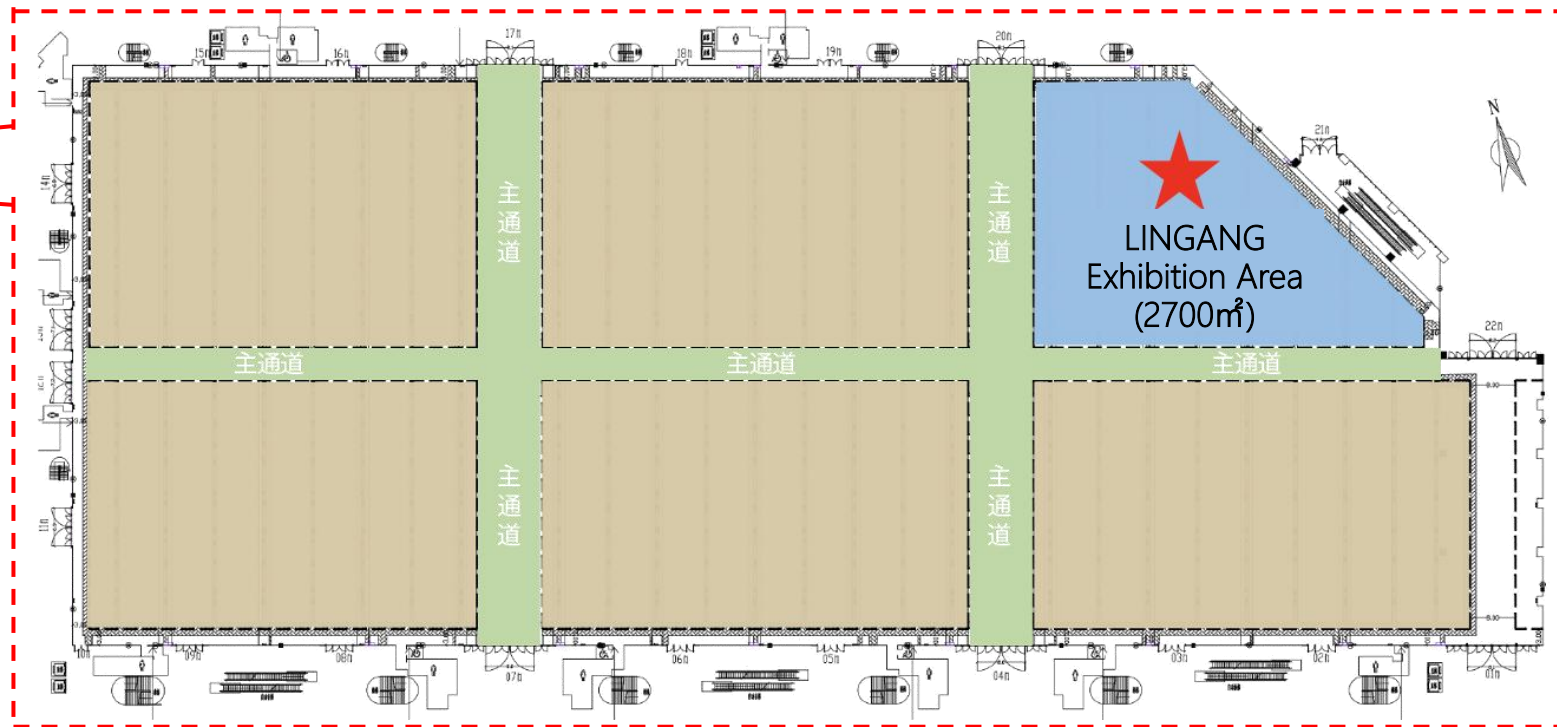 17n
20n
15n
16n
18n
19n
21n
N
14n
主通道
主通道
LINGANG
Exhibition Area
(2700㎡)
22n
主通道
主通道
主通道
主通道
主通道
11n
10n
09n
08n
07n
06n
05n
04n
03n
02n
01n